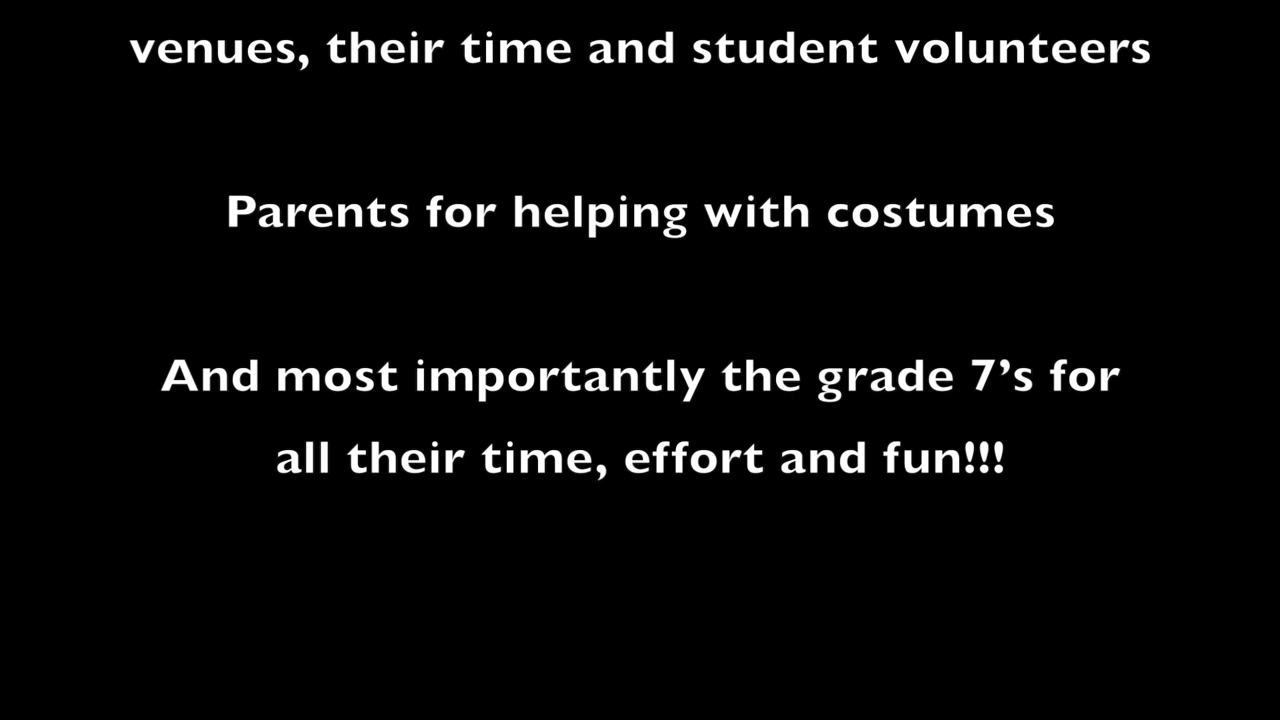 venues, their time and student volunteers
Parents for helping with costumes
And most importantly the grade 7’s for
all their time, effort and fun!!!